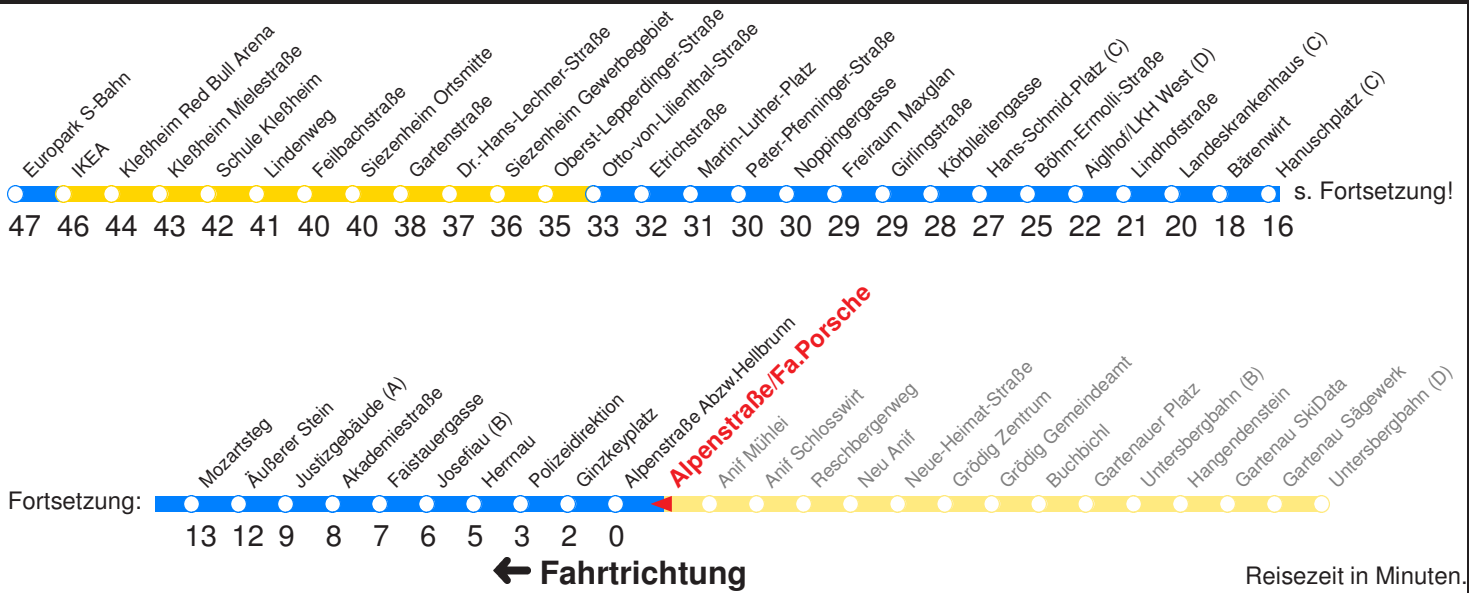 Europark S-Bahn
IKEA
Kleßheim Red Bull Arena
Kleßheim Mielestraße
Schule Kleßheim
Lindenweg
Feilbachstraße
Siezenheim Ortsmitte
Gartenstraße
Dr.-Hans-Lechner-Straße
Siezenheim Gewerbegebiet
Oberst-Lepperdinger-Straße
Otto-von-Lilienthal-Straße
Etrichstraße
Martin-Luther-Platz
Peter-Pfenninger-Straße
Noppingergasse
Freiraum Maxglan
Girlingstraße
Körblleitengasse
Hans-Schmid-Platz (C)
Böhm-Ermolli-Straße
Aiglhof/LKH West (D)
Lindhofstraße
Landeskrankenhaus (C)
Bärenwirt
Hanuschplatz (C)
s. Fortsetzung!
47 46 44 43 42 41 40 40 38 37 36 35 33 32 31 30 30 29 29 28 27 25 22 21 20 18 16
Fortsetzung:
Mozartsteg
Äußerer Stein
Justizgebäude (A)
Akademiestraße
Faistauergasse
Josefiau (B)
Herrnau
Polizeidirektion
Ginzkeyplatz
Alpenstraße Abzw.Hellbrunn
Alpenstraße/Fa.Porsche
Anif Mühlei
Anif Schlosswirt
Reschbergerweg
Neu Anif
Neue-Heimat-Straße
Grödig Zentrum
Grödig Gemeindeamt
Buchbichl
Gartenauer Platz
Untersbergbahn (B)
Hangendenstein
Gartenau SkiData
Gartenau Sägewerk
Untersbergbahn (D)
13 12 9 8 7 6 5 3 2 0
Fahrtrichtung
Reisezeit in Minuten.